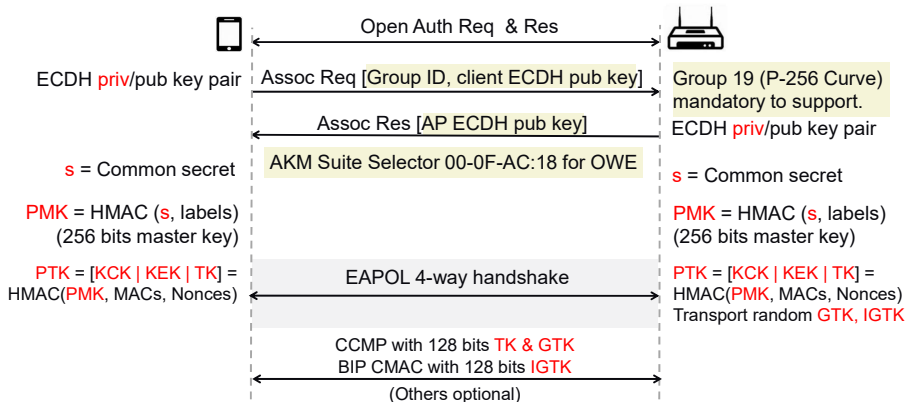 Open Auth Req & Res
ECDH priv/pub key pair
Assoc Req [Group ID, client ECDH pub key]
Group 19 (P-256 Curve)
mandatory to support.
Assoc Res [AP ECDH pub key]
ECDH priv/pub key pair
AKM Suite Selector 00-0F-AC:18 for OWE
s = Common secret
s = Common secret
PMK = HMAC (s, labels)
(256 bits master key)
PMK = HMAC (s, labels)
(256 bits master key)
PTK = [KCK | KEK | TK] =
HMAC(PMK, MACs, Nonces)
EAPOL 4-way handshake
PTK = [KCK | KEK | TK] =
HMAC(PMK, MACs, Nonces)
Transport random GTK, IGTK
CCMP with 128 bits TK & GTK
BIP CMAC with 128 bits IGTK
(Others optional)